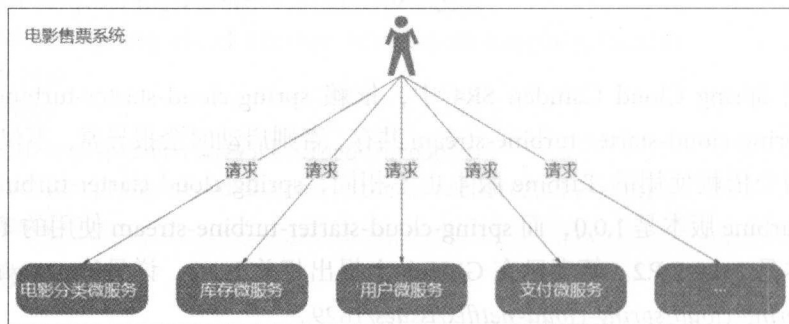 电影售票系统
请求 请求 请求 请求 请求
电影分类微服务 库存微服务 用户微服务 支付微服务 …